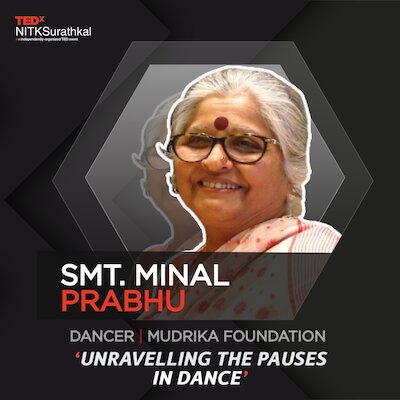 TEDx
NITKSurathkal
x=independently organized TED event
SMT. MINAL
PRABHU
DANCER | MUDRIKA FOUNDATION
‘UNRAVELLING THE PAUSES
IN DANCE’